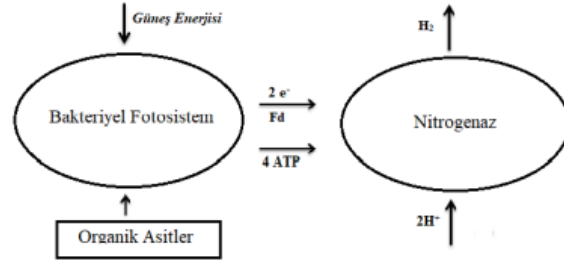 Güneş Enerjisi
H₂
2 e⁻
Fd
4 ATP
Bakteriyel Fotosistem
Nitrogenaz
Organik Asitler
2H⁺